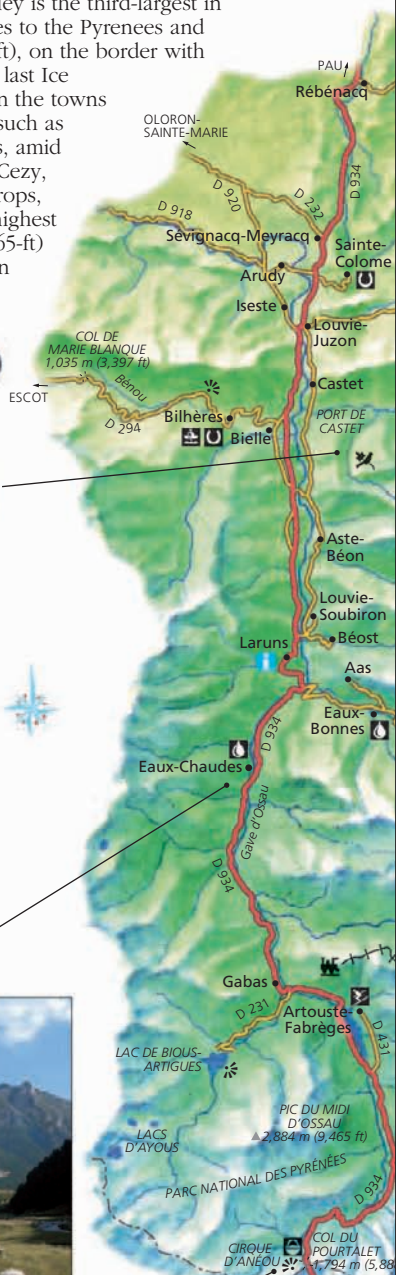 ey is the third-largest in
es to the Pyrenees and
ft), on the border with
last Ice
n the towns
such as
s, amid
Cezy,
rops,
ighest
65-ft)
n
PAU
Rébénacq
OLORON-
SAINTE-MARIE
D 934
D 920
D 232
D 918
Sévignacq-Meyracq
Sainte-
Colome
Arudy
Iseste
Louvie-
Juzon
COL DE
MARIE BLANQUE
1,035 m (3,397 ft)
Bénou
ESCOT
D 294
Castet
Bilhères
Bielle
PORT DE
CASTET
Aste-
Béon
Louvie-
Soubiron
Laruns
Béost
i
Aas
Eaux-
Bonnes
D 934
Eaux-Chaudes
Gave d'Ossau
D 934
Gabas
D 231
Artouste-
Fabrèges
D 431
LAC DE BIOUS-
ARTIGUES
PIC DU MIDI
D'OSSAU
2,884 m (9,465 ft)
LACS
D'AYOUS
PARC NATIONAL DES PYRÉNÉES
D 934
CIRQUE
D'ANÉOU
COL DU
POURTALET
1,794 m (5,88